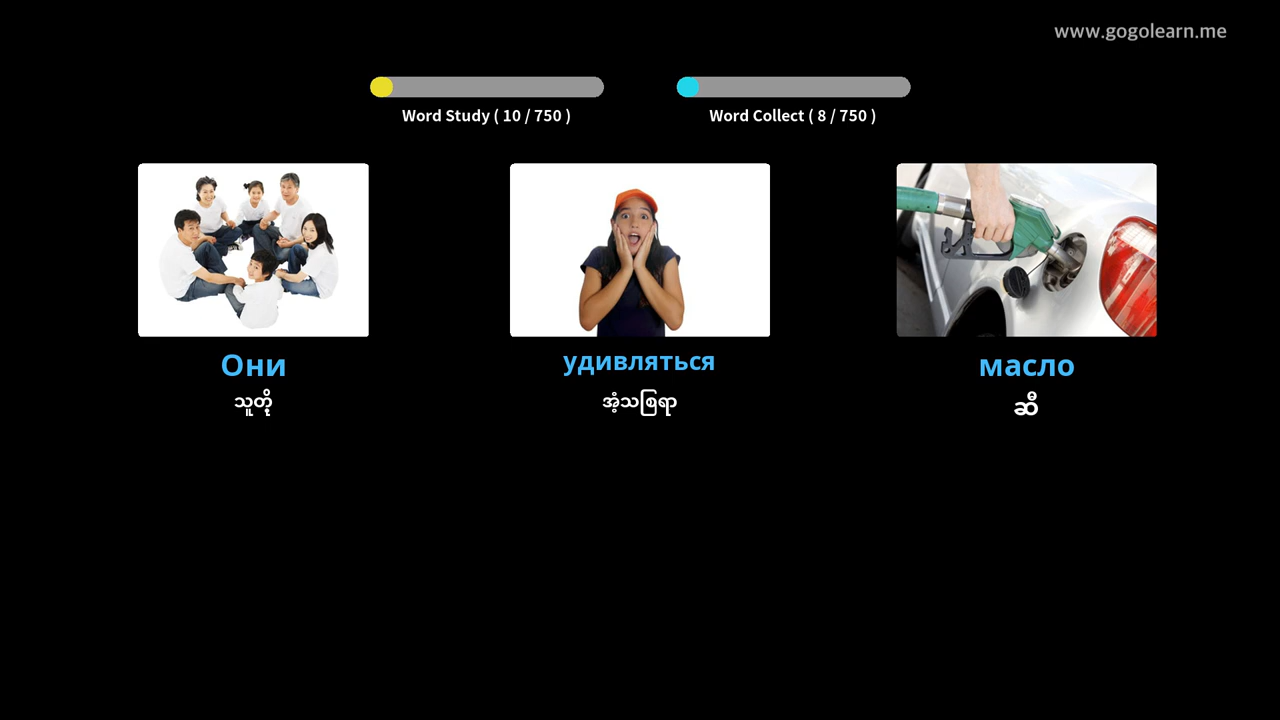 www.gogolearn.me
Word Study ( 10 / 750 )
Word Collect ( 8 / 750 )
Они
удивляться
масло
သူတို့
အံ့သစြရာ
ဆီ